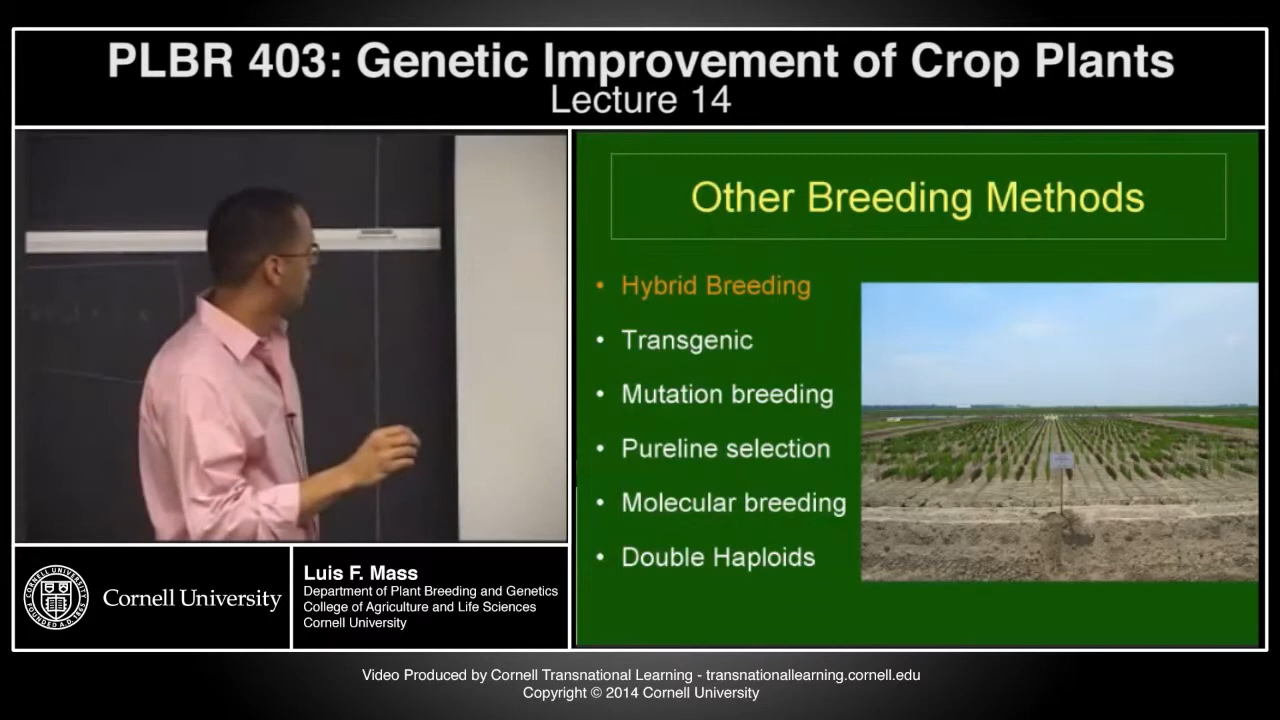 PLBR 403: Genetic Improvement of Crop Plants
Lecture 14
Other Breeding Methods
• Hybrid Breeding
• Transgenic
• Mutation breeding
• Pureline selection
• Molecular breeding
• Double Haploids
Cornell University
Luis F. Mass
Department of Plant Breeding and Genetics
College of Agriculture and Life Sciences
Cornell University
Video Produced by Cornell Transnational Learning - transnationallearning.cornell.edu
Copyright © 2014 Cornell University